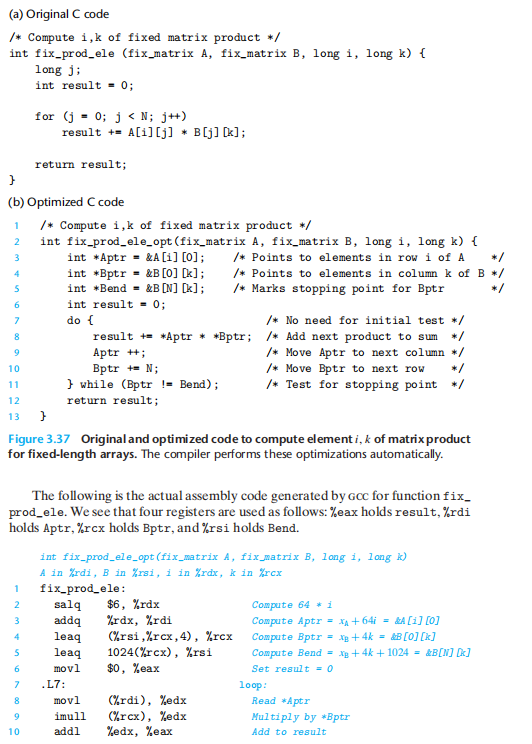 (a) Original C code
/* Compute i,k of fixed matrix product */
int fix_prod_ele (fix_matrix A, fix_matrix B, long i, long k) {
    long j;
    int result = 0;

    for (j = 0; j < N; j++)
        result += A[i][j] * B[j][k];

    return result;
}
(b) Optimized C code
1 /* Compute i,k of fixed matrix product */
2 int fix_prod_ele_opt(fix_matrix A, fix_matrix B, long i, long k) {
3     int *Aptr = &A[i][0];    /* Points to elements in row i of A    */
4     int *Bptr = &B[0][k];    /* Points to elements in column k of B */
5     int *Bend = &B[N][k];    /* Marks stopping point for Bptr       */
6     int result = 0;
7     do {                         /* No need for initial test */
8         result += *Aptr * *Bptr; /* Add next product to sum  */
9         Aptr ++;                 /* Move Aptr to next column */
10         Bptr += N;               /* Move Bptr to next row    */
11     } while (Bptr != Bend);      /* Test for stopping point  */
12     return result;
13 }
Figure 3.37 Original and optimized code to compute element i, k of matrix product
for fixed-length arrays. The compiler performs these optimizations automatically.
The following is the actual assembly code generated by GCC for function fix_
prod_ele. We see that four registers are used as follows: %eax holds result, %rdi
holds Aptr, %rcx holds Bptr, and %rsi holds Bend.
int fix_prod_ele_opt(fix_matrix A, fix_matrix B, long i, long k)
A in %rdi, B in %rsi, i in %rdx, k in %rcx
1 fix_prod_ele:
2   salq    $6, %rdx    Compute 64 * i
3   addq    %rdx, %rdi    Compute Aptr = xA + 64i = &A[i][0]
4   leaq    (%rsi,%rcx,4), %rcx    Compute Bptr = xB + 4k = &B[0][k]
5   leaq    1024(%rcx), %rsi    Compute Bend = xB + 4k + 1024 = &B[N][k]
6   movl    $0, %eax    Set result = 0
7 .L7:    loop:
8   movl    (%rdi), %edx    Read *Aptr
9   imull    (%rcx), %edx    Multiply by *Bptr
10   addl    %edx, %eax    Add to result